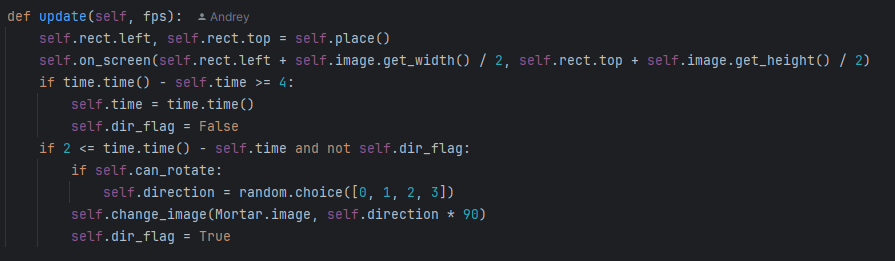 def update(self, fps): Andrey
    self.rect.left, self.rect.top = self.place()
    self.on_screen(self.rect.left + self.image.get_width() / 2, self.rect.top + self.image.get_height() / 2)
    if time.time() - self.time >= 4:
        self.time = time.time()
        self.dir_flag = False
    if 2 <= time.time() - self.time and not self.dir_flag:
        if self.can_rotate:
            self.direction = random.choice([0, 1, 2, 3])
        self.change_image(Mortar.image, self.direction * 90)
        self.dir_flag = True